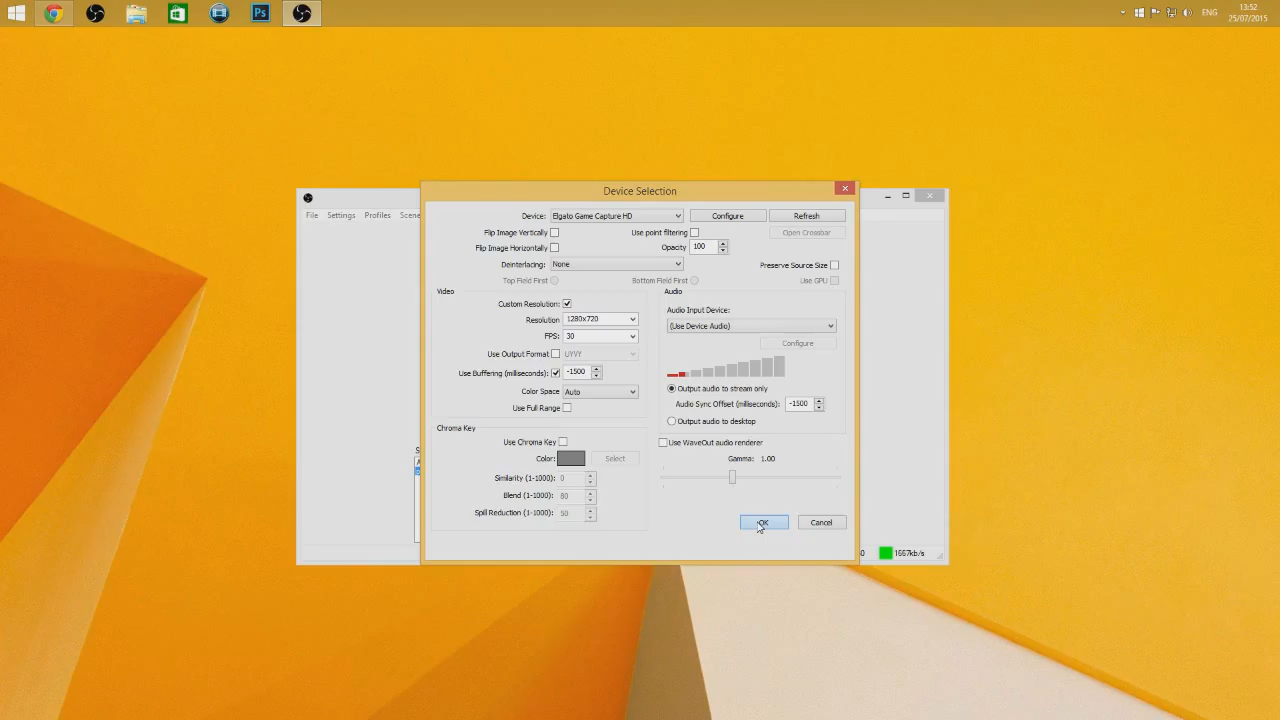 Ps
ENG
13:52
25/07/2015
Device Selection
File Settings Profiles Scene
Device: Elgato Game Capture HD Configure Refresh
Flip Image Vertically Use point filtering Open Crossbar
Flip Image Horizontally Opacity 100
Deinterlacing: None Preserve Source Size
Top Field First Bottom Field First Use GPU
Video
Custom Resolution:
Resolution 1280x720
FPS: 30
Use Output Format UYVY
Use Buffering (milliseconds): -1500
Color Space Auto
Use Full Range
Audio
Audio Input Device:
(Use Device Audio)
Configure
Output audio to stream only
Audio Sync Offset (miliseconds): -1500
Output audio to desktop
Chroma Key
Use Chroma Key
Color: Select
Similarity (1-1000): 0
Blend (1-1000): 80
Spill Reduction (1-1000): 50
Use WaveOut audio renderer
Gamma: 1.00
OK Cancel
1667kb/s